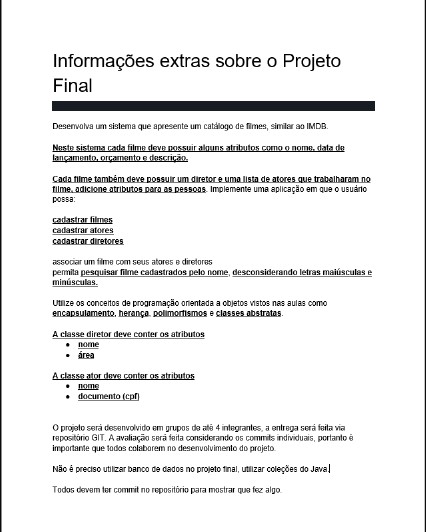 Informações extras sobre o Projeto
Final
Desenvolva um sistema que apresente um catálogo de filmes, similar ao IMDB.
Neste sistema cada filme deve possuir alguns atributos como o nome, data de
lançamento, orçamento e descrição.
Cada filme também deve possuir um diretor e uma lista de atores que trabalharam no
filme, adicione atributos para as pessoas. Implemente uma aplicação em que o usuário
possa:
cadastrar filmes
cadastrar atores
cadastrar diretores
associar um filme com seus atores e diretores
permita pesquisar filme cadastrados pelo nome, desconsiderando letras maiúsculas e
minúsculas.
Utilize os conceitos de programação orientada a objetos vistos nas aulas como
encapsulamento, herança, polimorfismos e classes abstratas.
A classe diretor deve conter os atributos
● nome
● área
A classe ator deve conter os atributos
● nome
● documento (cpf)
O projeto será desenvolvido em grupos de até 4 integrantes, a entrega será feita via
repositório GIT. A avaliação será feita considerando os commits individuais, portanto é
importante que todos colaborem no desenvolvimento do projeto.
Não é preciso utilizar banco de dados no projeto final, utilizar coleções do Java.
Todos devem ter commit no repositório para mostrar que fez algo.